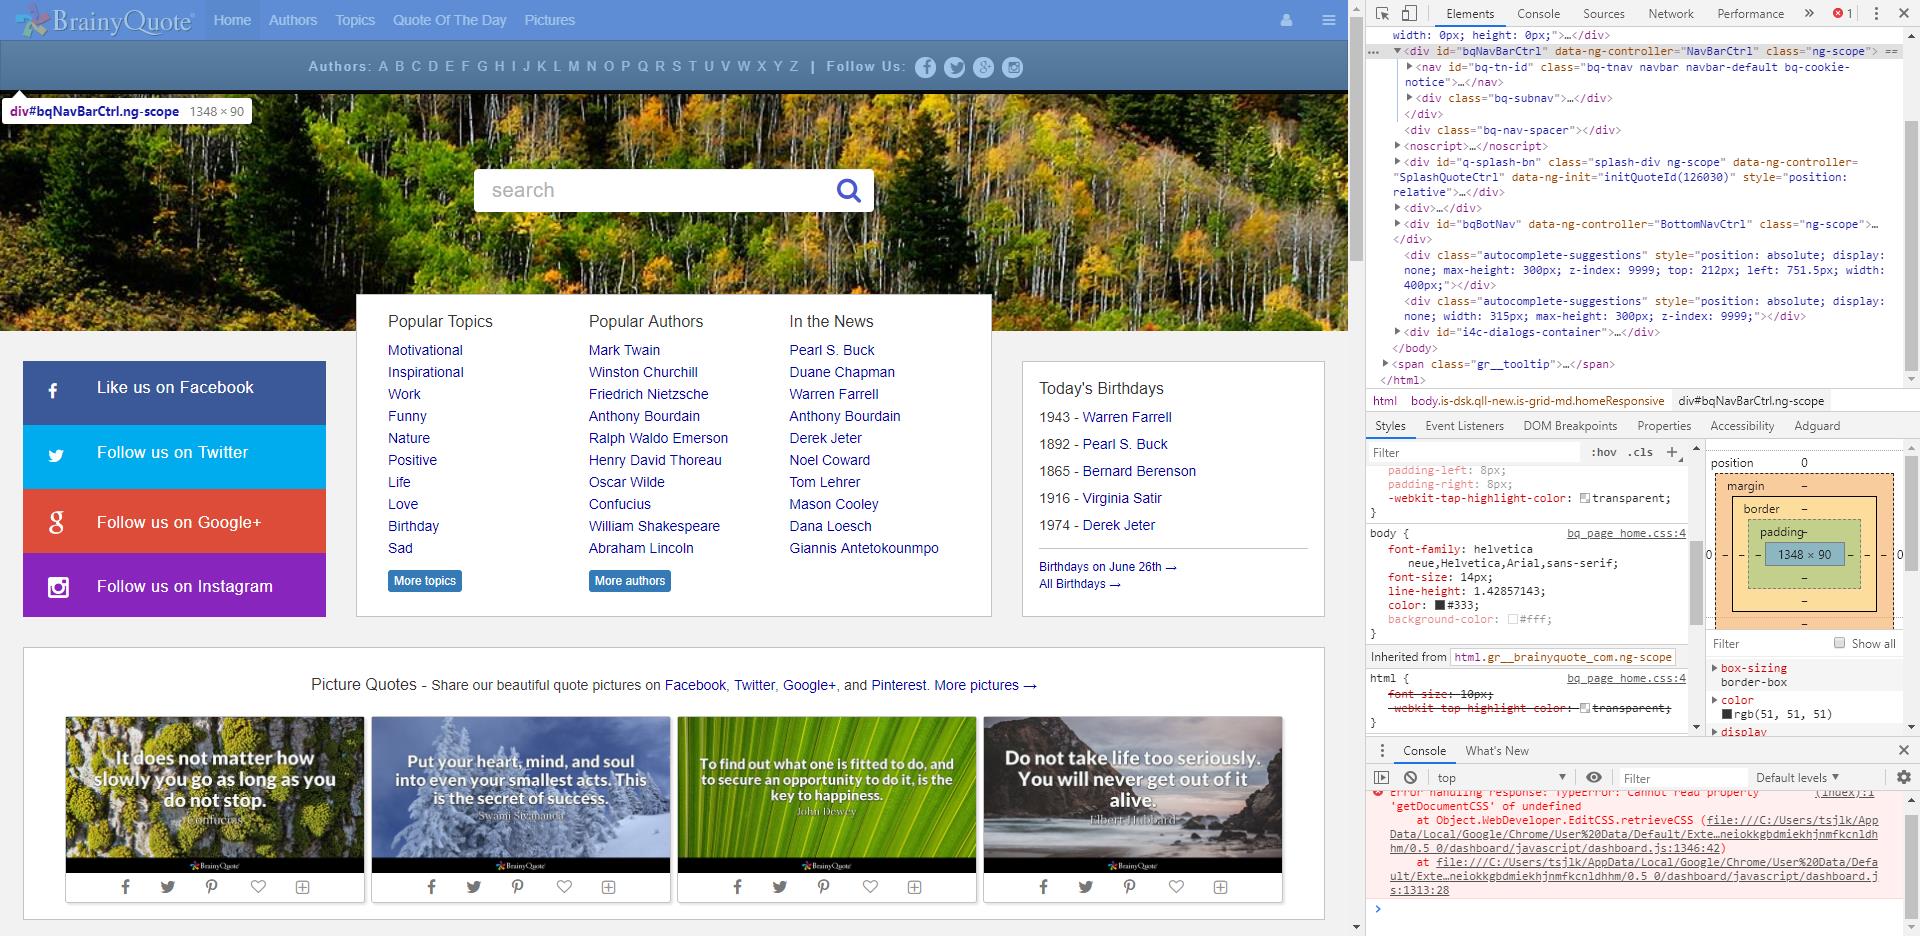 BrainyQuote®
Home Authors Topics Quote Of The Day Pictures
Authors: A B C D E F G H I J K L M N O P Q R S T U V W X Y Z | Follow Us:
div#bqNavBarCtrl.ng-scope 1348 × 90
search
Popular Topics
Motivational
Inspirational
Work
Funny
Nature
Positive
Life
Love
Birthday
Sad
More topics
Popular Authors
Mark Twain
Winston Churchill
Friedrich Nietzsche
Anthony Bourdain
Ralph Waldo Emerson
Henry David Thoreau
Oscar Wilde
Confucius
William Shakespeare
Abraham Lincoln
More authors
In the News
Pearl S. Buck
Duane Chapman
Warren Farrell
Anthony Bourdain
Derek Jeter
Noel Coward
Tom Lehrer
Mason Cooley
Dana Loesch
Giannis Antetokounmpo
Like us on Facebook
Follow us on Twitter
Follow us on Google+
Follow us on Instagram
Today's Birthdays
1943 - Warren Farrell
1892 - Pearl S. Buck
1865 - Bernard Berenson
1916 - Virginia Satir
1974 - Derek Jeter
Birthdays on June 26th →
All Birthdays →
Picture Quotes - Share our beautiful quote pictures on Facebook, Twitter, Google+, and Pinterest. More pictures →
It does not matter how
slowly you go as long as you
do not stop.
Confucius
BrainyQuote
Put your heart, mind, and soul
into even your smallest acts. This
is the secret of success.
Swami Sivananda
BrainyQuote
To find out what one is fitted to do, and
to secure an opportunity to do it, is the
key to happiness.
John Dewey
BrainyQuote
Do not take life too seriously.
You will never get out of it
alive.
Elbert Hubbard
BrainyQuote
Elements Console Sources Network Performance » 1
width: 0px; height: 0px;">…</div>
… ▼<div id="bqNavBarCtrl" data-ng-controller="NavBarCtrl" class="ng-scope"> ==
▶<nav id="bq-tn-id" class="bq-tnav navbar navbar-default bq-cookie-
notice">…</nav>
▶<div class="bq-subnav">…</div>
</div>
<div class="bq-nav-spacer"></div>
▶<noscript>…</noscript>
▶<div id="q-splash-bn" class="splash-div ng-scope" data-ng-controller=
"SplashQuoteCtrl" data-ng-init="initQuoteId(126030)" style="position:
relative">…</div>
▶<div>…</div>
▶<div id="bqBotNav" data-ng-controller="BottomNavCtrl" class="ng-scope">…
</div>
<div class="autocomplete-suggestions" style="position: absolute; display:
none; max-height: 300px; z-index: 9999; top: 212px; left: 751.5px; width:
400px;"></div>
<div class="autocomplete-suggestions" style="position: absolute; display:
none; width: 315px; max-height: 300px; z-index: 9999;"></div>
▶<div id="i4c-dialogs-container">…</div>
</body>
▶<span class="gr__tooltip">…</span>
</html>
html body.is-dsk.qll-new.is-grid-md.homeResponsive div#bqNavBarCtrl.ng-scope
Styles Event Listeners DOM Breakpoints Properties Accessibility Adguard
Filter :hov .cls +
padding-left: 8px;
padding-right: 8px;
-webkit-tap-highlight-color: transparent;
}
body { bq_page_home.css:4
font-family: helvetica
neue,Helvetica,Arial,sans-serif;
font-size: 14px;
line-height: 1.42857143;
color: #333;
background-color: #fff;
}
Inherited from html.gr__brainyquote_com.ng-scope
html { bq_page_home.css:4
font-size: 10px;
-webkit-tap-highlight-color: transparent;
}
position 0
margin –
border –
padding –
0 – – – 1348 × 90 – – – 0
–
–
–
Filter Show all
▶ box-sizing
border-box
▶ color
rgb(51, 51, 51)
▶ display
Console What's New
top ▼ Filter Default levels ▼
Error handling response: TypeError: Cannot read property (index):1
'getDocumentCSS' of undefined
at Object.WebDeveloper.EditCSS.retrieveCSS (file:///C:/Users/tsjlk/App
Data/Local/Google/Chrome/User%20Data/Default/Exte…neiokkgbdmiekhjnmfkcnldh
hm/0.5_0/dashboard/javascript/dashboard.js:1346:42)
at file:///C:/Users/tsjlk/AppData/Local/Google/Chrome/User%20Data/Defa
ult/Exte…neiokkgbdmiekhjnmfkcnldhhm/0.5_0/dashboard/javascript/dashboard.j
s:1313:28
>